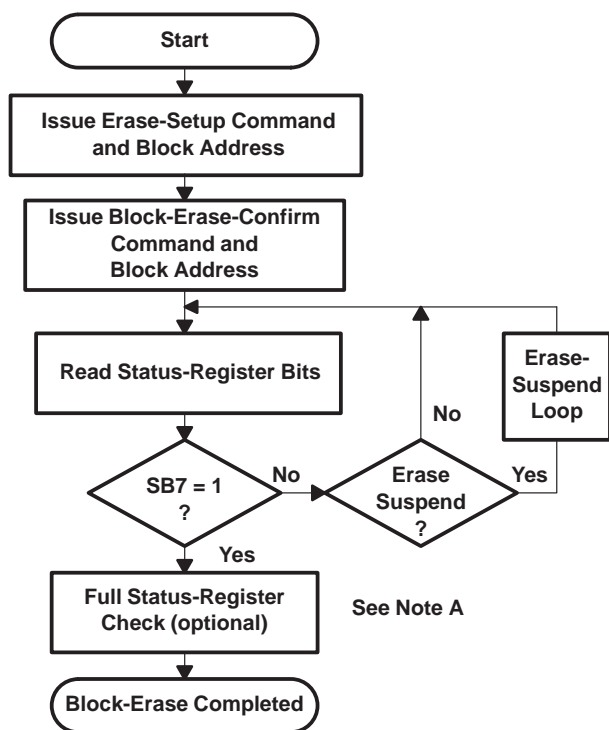 Start
Issue Erase-Setup Command
and Block Address
Issue Block-Erase-Confirm
Command and
Block Address
Read Status-Register Bits
Erase-
Suspend
Loop
No
SB7 = 1
?
No
Erase
Suspend
?
Yes
Yes
Full Status-Register
Check (optional)
See Note A
Block-Erase Completed